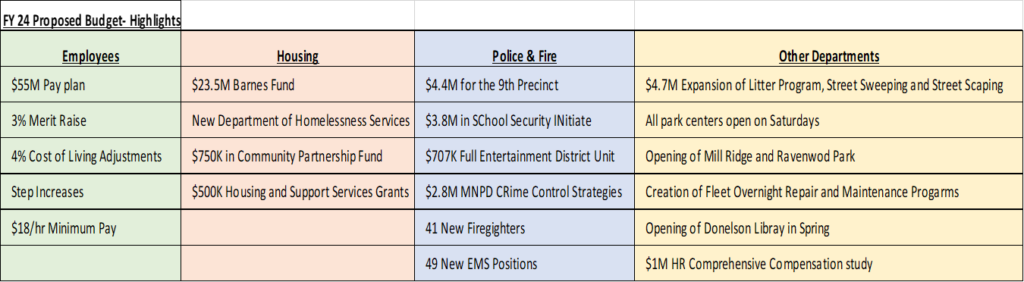 FY 24 Proposed Budget- Highlights
Employees Housing Police & Fire Other Departments
$55M Pay plan $23.5M Barnes Fund $4.4M for the 9th Precinct $4.7M Expansion of Litter Program, Street Sweeping and Street Scaping
3% Merit Raise New Department of Homelessness Services $3.8M in SChool Security INitiate All park centers open on Saturdays
4% Cost of Living Adjustments $750K in Community Partnership Fund $707K Full Entertainment District Unit Opening of Mill Ridge and Ravenwod Park
Step Increases $500K Housing and Support Services Grants $2.8M MNPD CRime Control Strategies Creation of Fleet Overnight Repair and Maintenance Progarms
$18/hr Minimum Pay 41 New Firegighters Opening of Donelson Libray in Spring
49 New EMS Positions $1M HR Comprehensive Compensation study